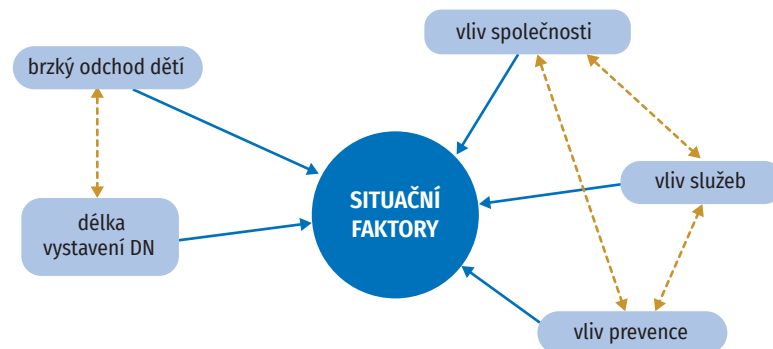 vliv společnosti
brzký odchod dětí
vliv služeb
SITUAČNÍ
FAKTORY
délka
vystavení DN
vliv prevence